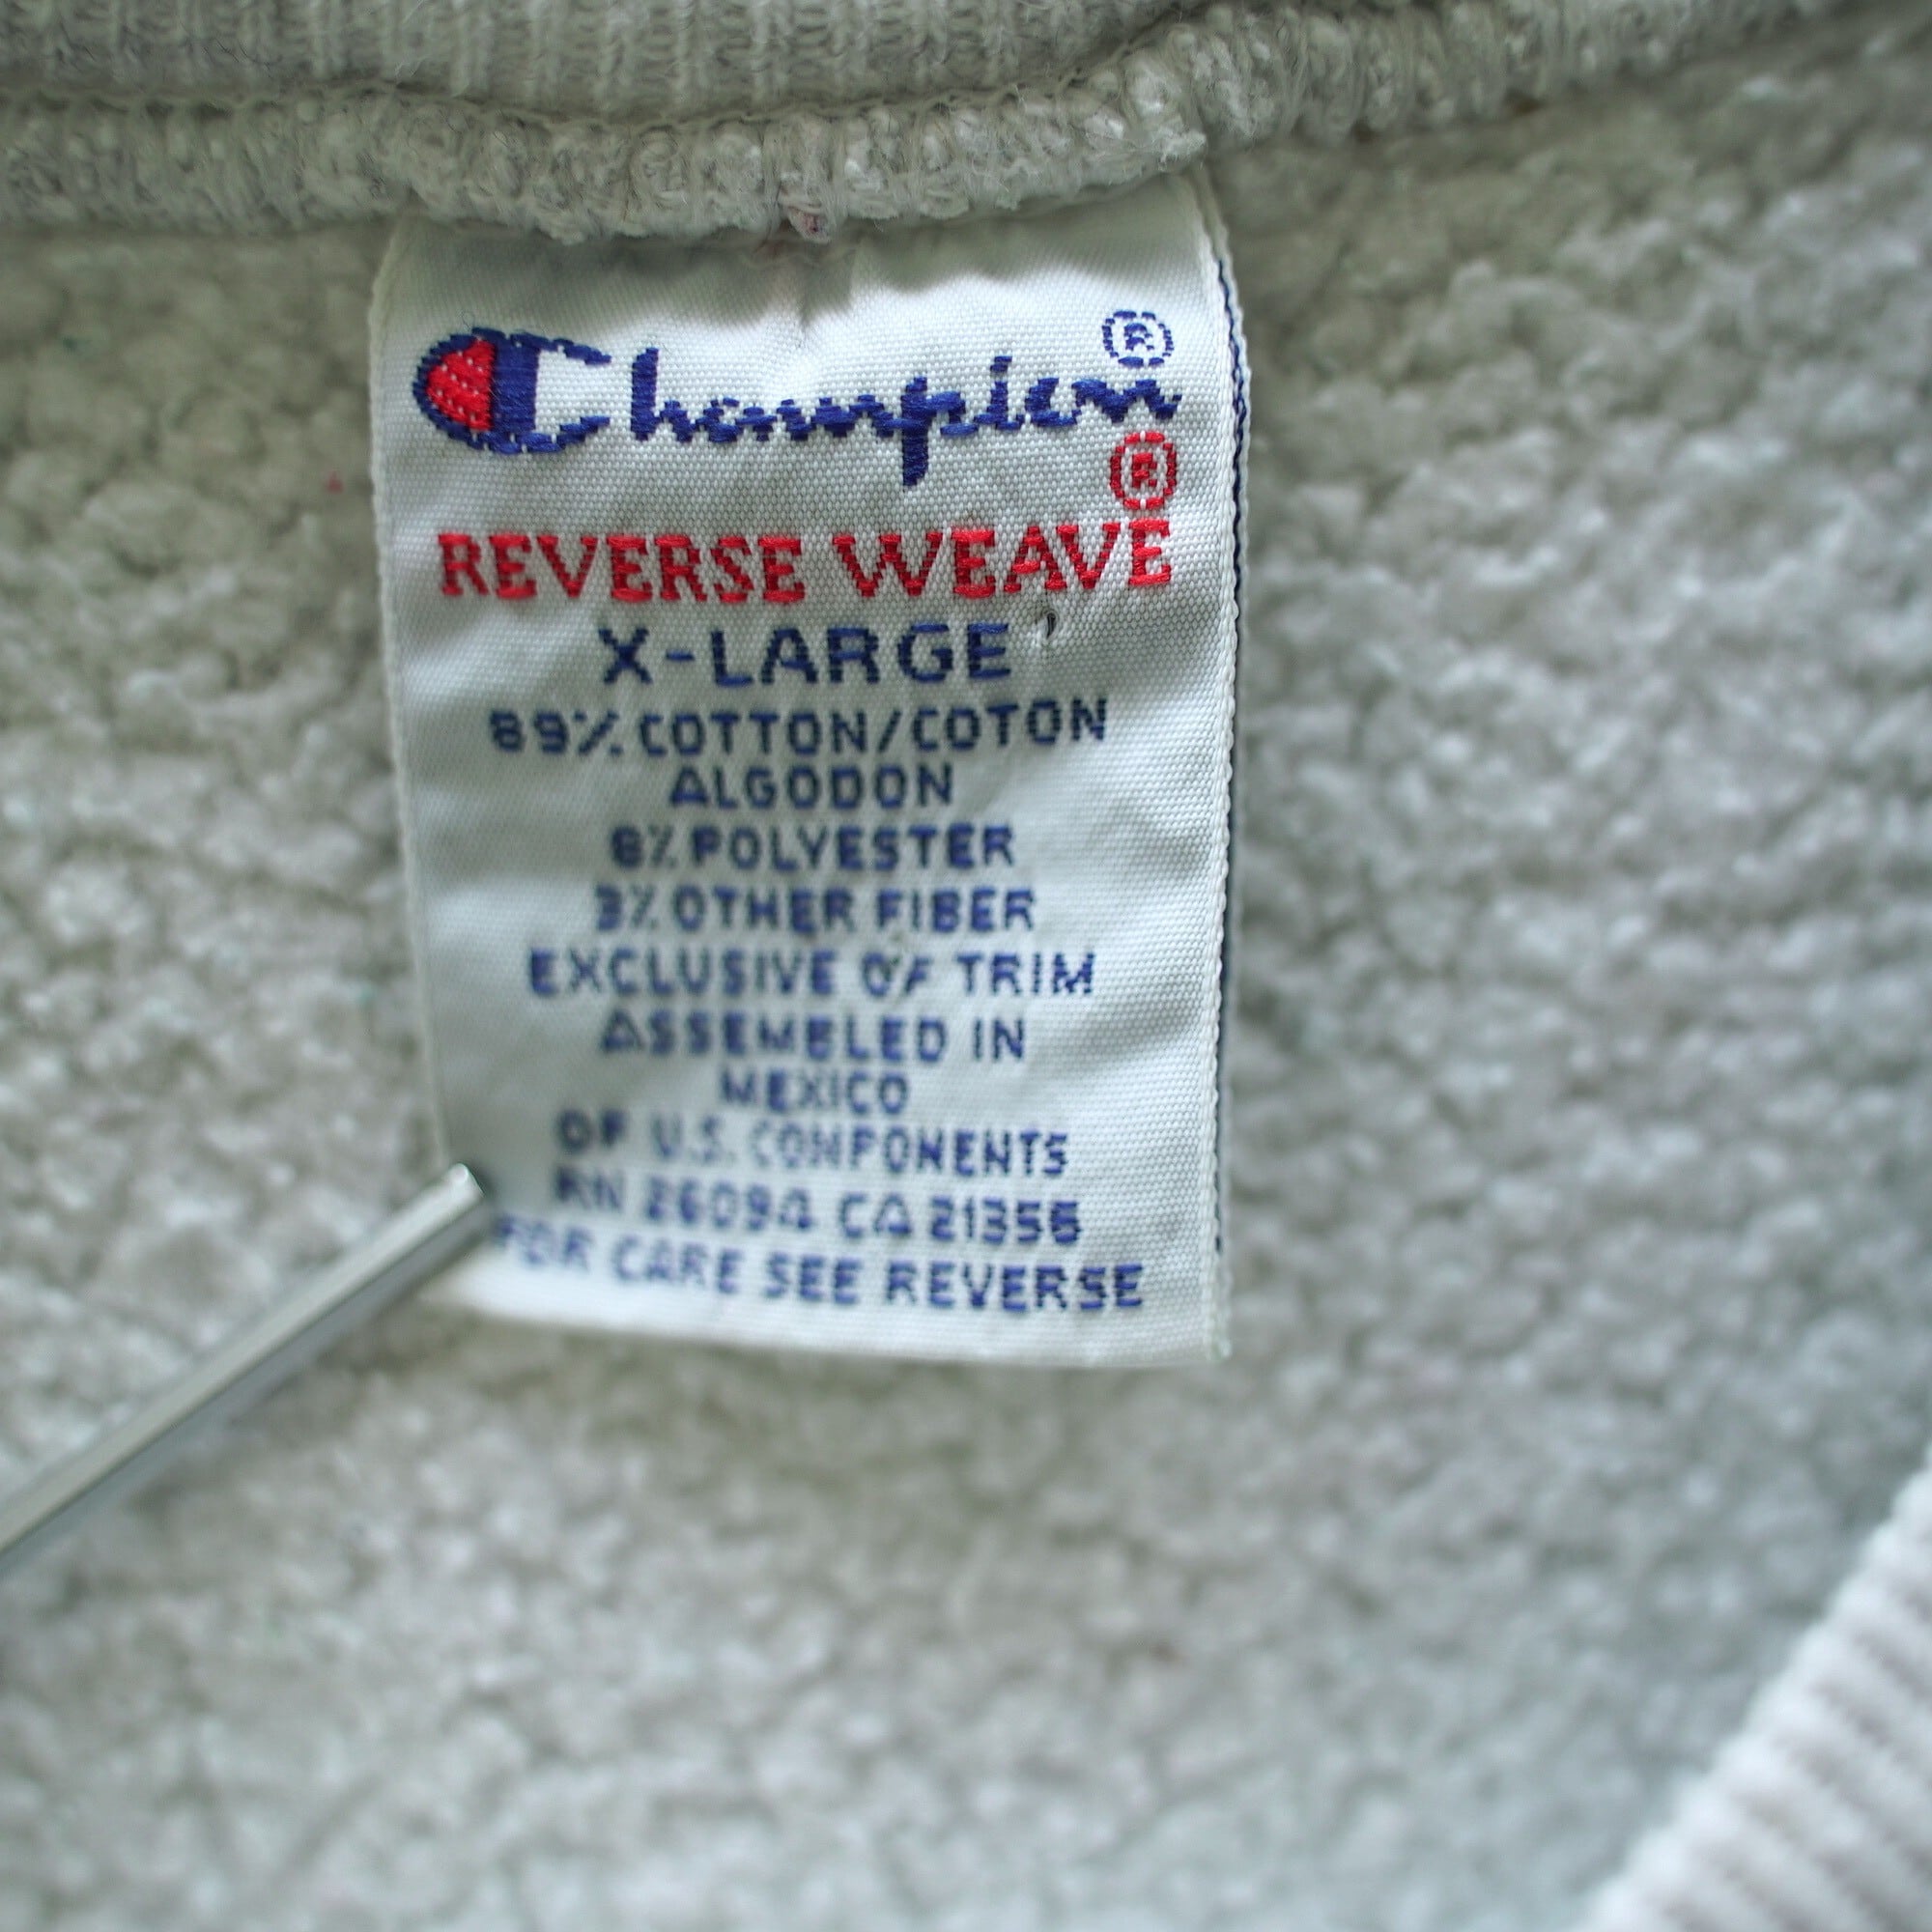 Champion®
®
REVERSE WEAVE
X-LARGE
89% COTTON/COTON
ALGODON
8% POLYESTER
3% OTHER FIBER
EXCLUSIVE OF TRIM
ASSEMBLED IN
MEXICO
OF U.S. COMPONENTS
RN 26094 CA 21356
FOR CARE SEE REVERSE